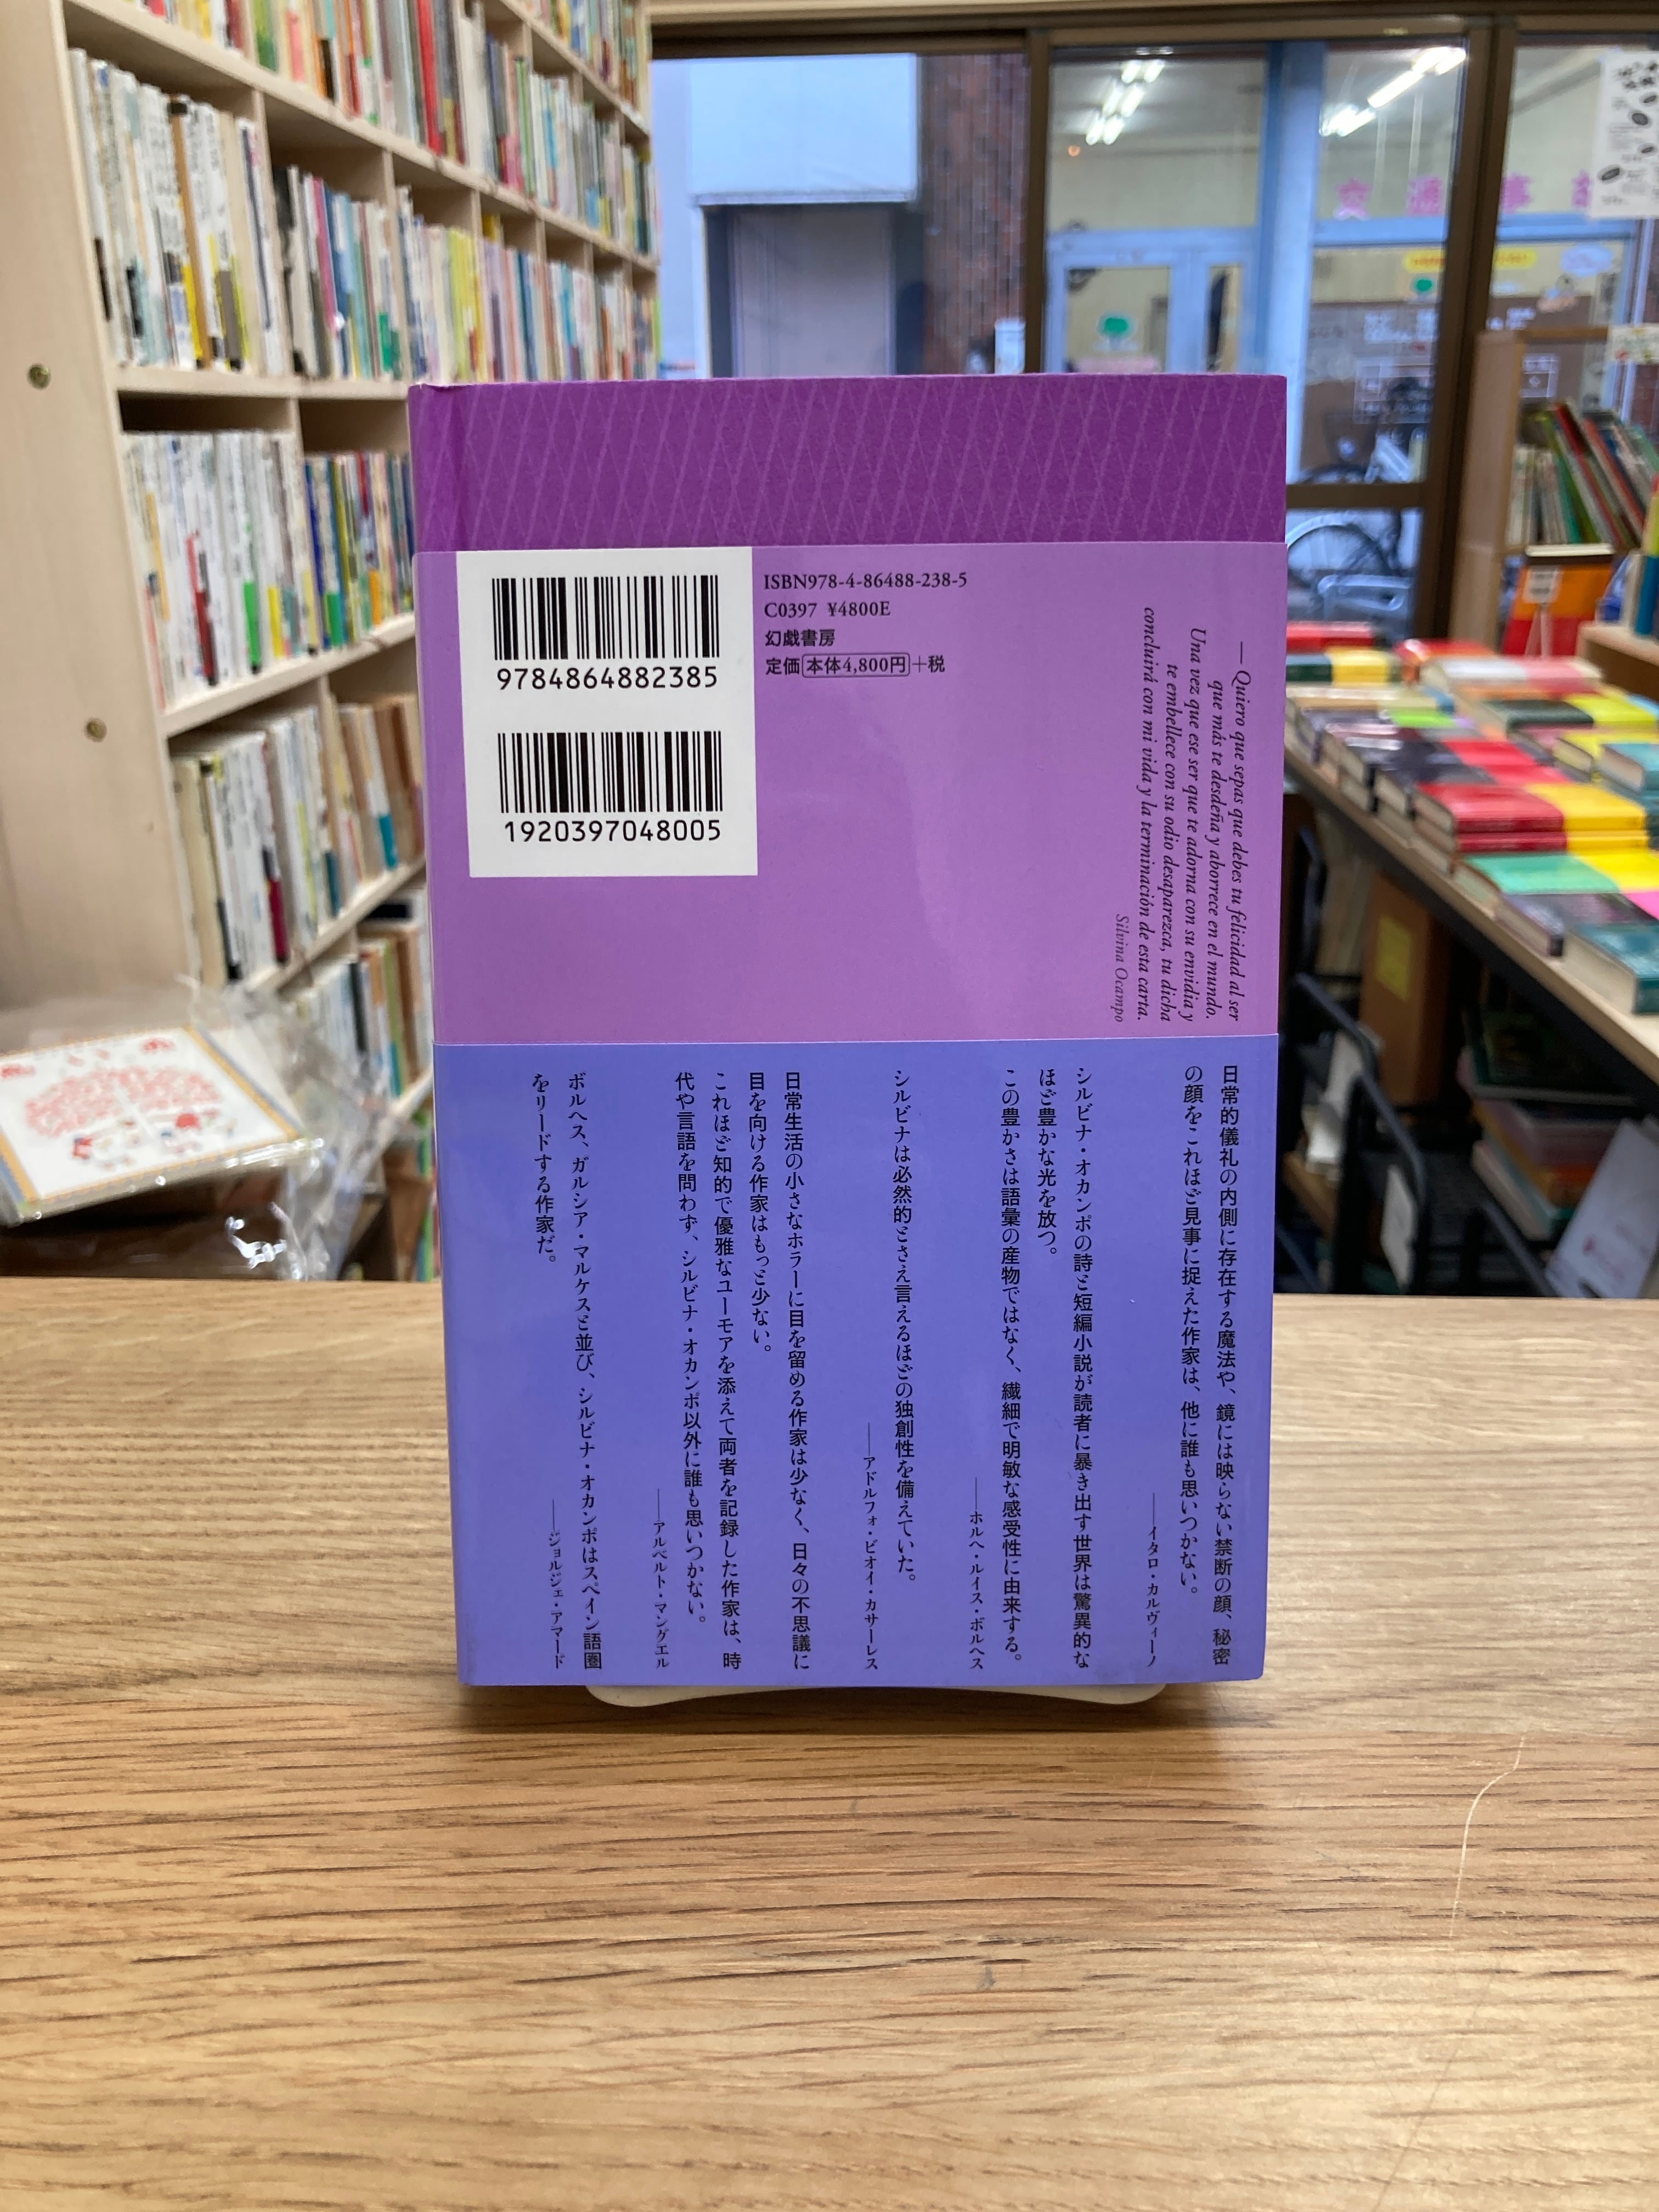 9784864882385
1920397048005
ISBN978-4-86488-238-5
C0397 ¥4800E
幻戯書房
定価 本体4,800円+税
— Quiero que sepas que debes tu felicidad al ser
que más te desdeña y aborrece en el mundo.
Una vez que ese ser que te adorna con su envidia y
te embellece con su odio desaparezca, tu dicha
concluirá con mi vida y la terminación de esta carta.
Silvina Ocampo
日常的儀礼の内側に存在する魔法や、鏡には映らない禁断の顔、秘密
の顔をこれほど見事に捉えた作家は、他に誰も思いつかない。
——イタロ・カルヴィーノ
シルビナ・オカンポの詩と短編小説が読者に暴き出す世界は驚異的な
ほど豊かな光を放つ。
この豊かさは語彙の産物ではなく、繊細で明敏な感受性に由来する。
——ホルヘ・ルイス・ボルヘス
シルビナは必然的とさえ言えるほどの独創性を備えていた。
——アドルフォ・ビオイ・カサーレス
日常生活の小さなホラーに目を留める作家は少なく、日々の不思議に
目を向ける作家はもっと少ない。
これほど知的で優雅なユーモアを添えて両者を記録した作家は、時
代や言語を問わず、シルビナ・オカンポ以外に誰も思いつかない。
——アルベルト・マングエル
ボルヘス、ガルシア・マルケスと並び、シルビナ・オカンポはスペイン語圏
をリードする作家だ。
——ジョルジェ・アマード
交通事